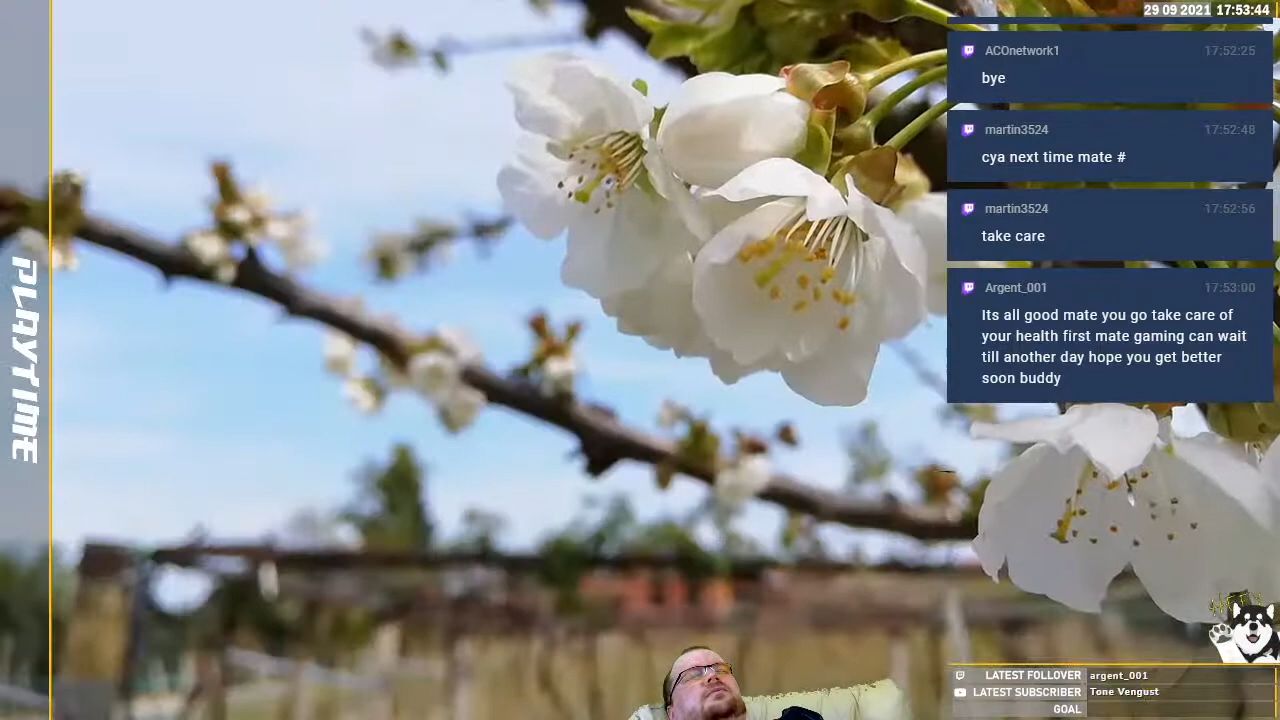 29 09 2021 17:53:44
PLAYTIME
ACOnetwork1 17:52:25
bye
martin3524 17:52:48
cya next time mate #
martin3524 17:52:56
take care
Argent_001 17:53:00
Its all good mate you go take care of
your health first mate gaming can wait
till another day hope you get better
soon buddy
LATEST FOLLOWER argent_001
LATEST SUBSCRIBER Tone Vengust
GOAL